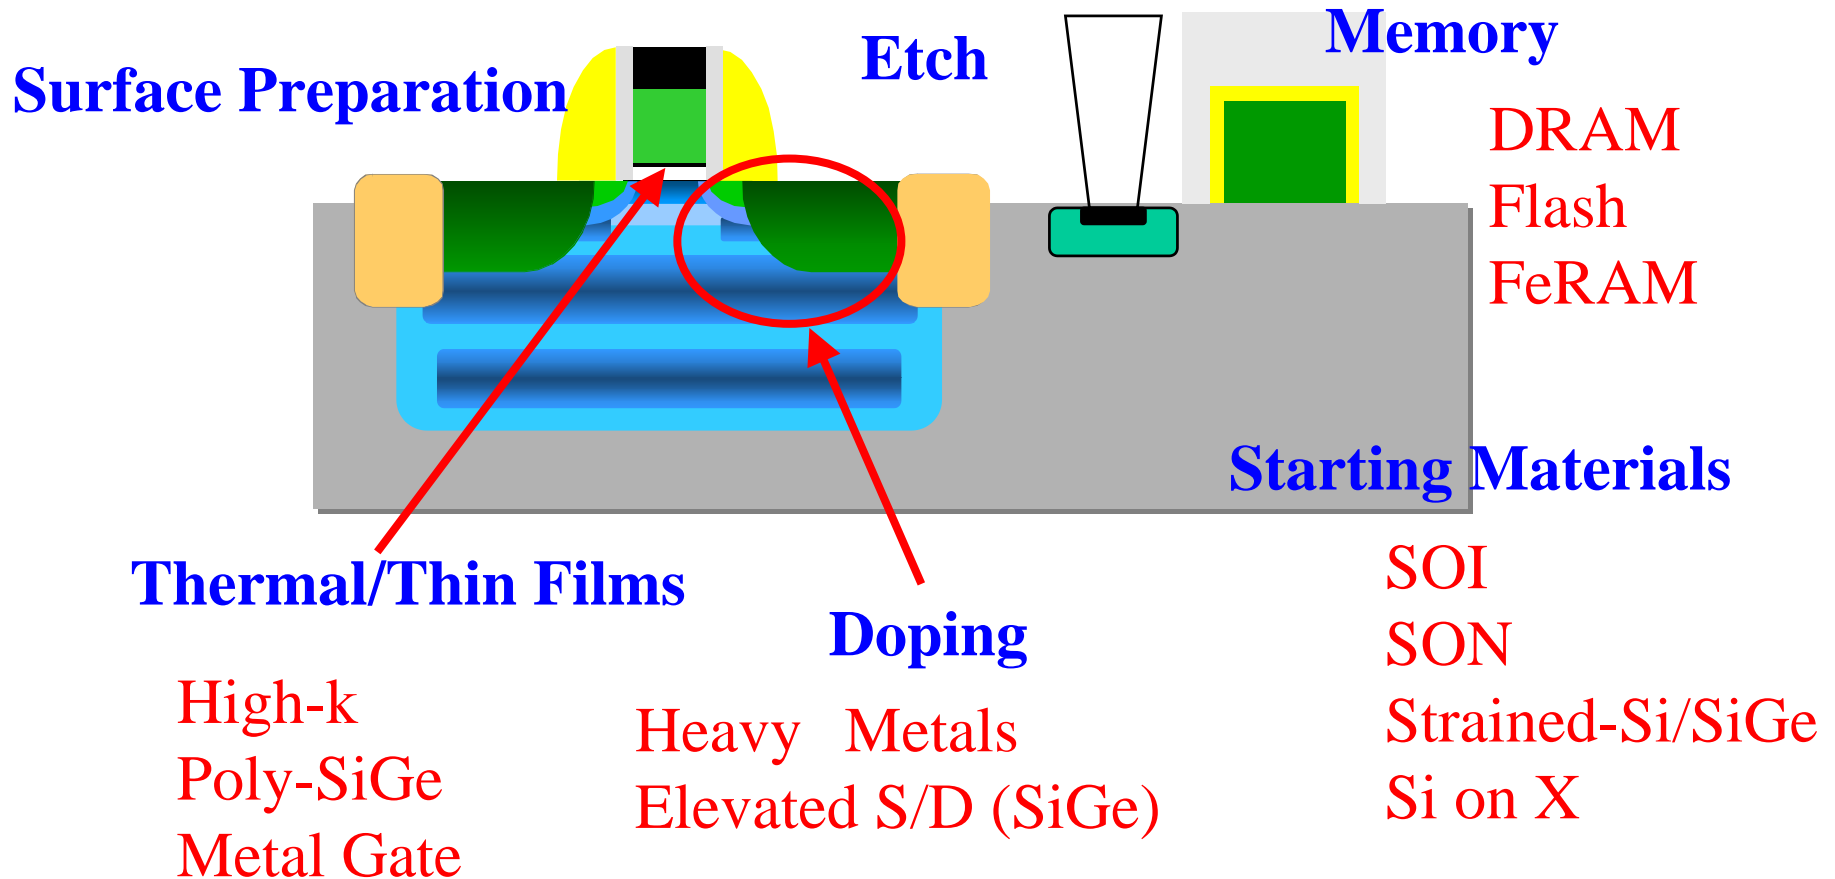 Surface Preparation
Etch
Memory
DRAM
Flash
FeRAM
Starting Materials
SOI
SON
Strained-Si/SiGe
Si on X
Thermal/Thin Films
High-k
Poly-SiGe
Metal Gate
Doping
Heavy Metals
Elevated S/D (SiGe)